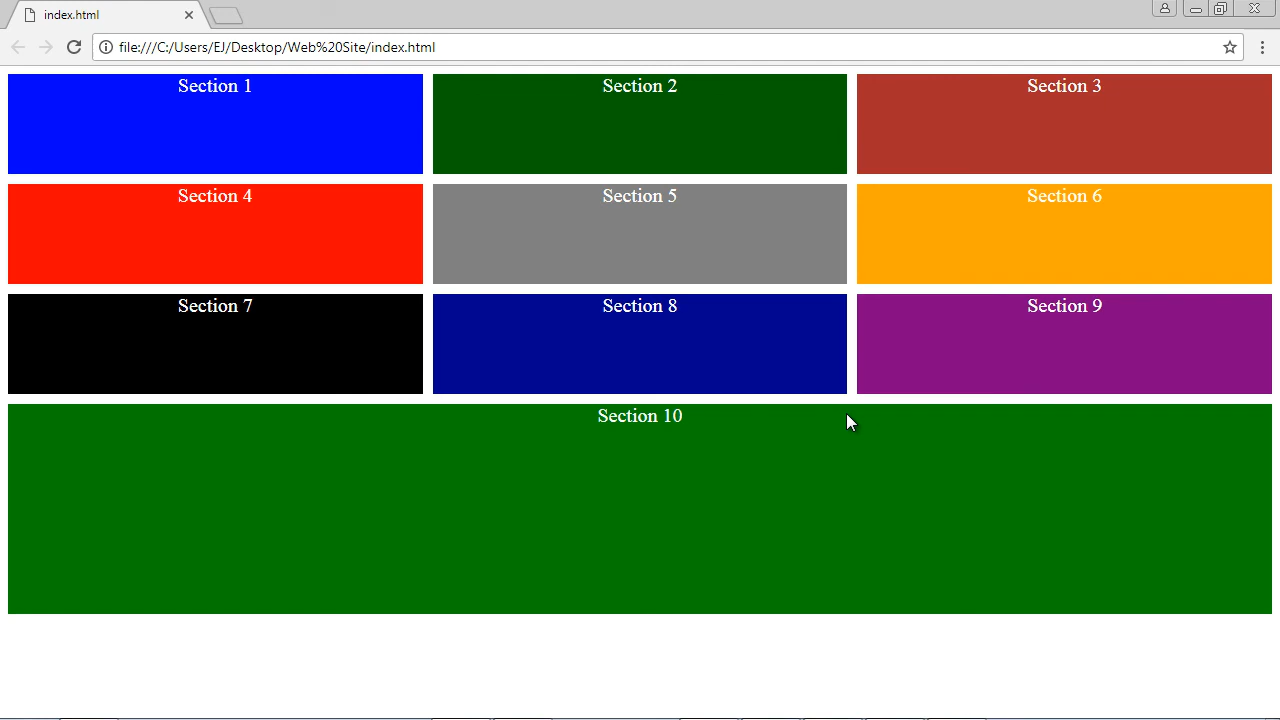 index.html
file:///C:/Users/EJ/Desktop/Web%20Site/index.html
Section 1
Section 2
Section 3
Section 4
Section 5
Section 6
Section 7
Section 8
Section 9
Section 10